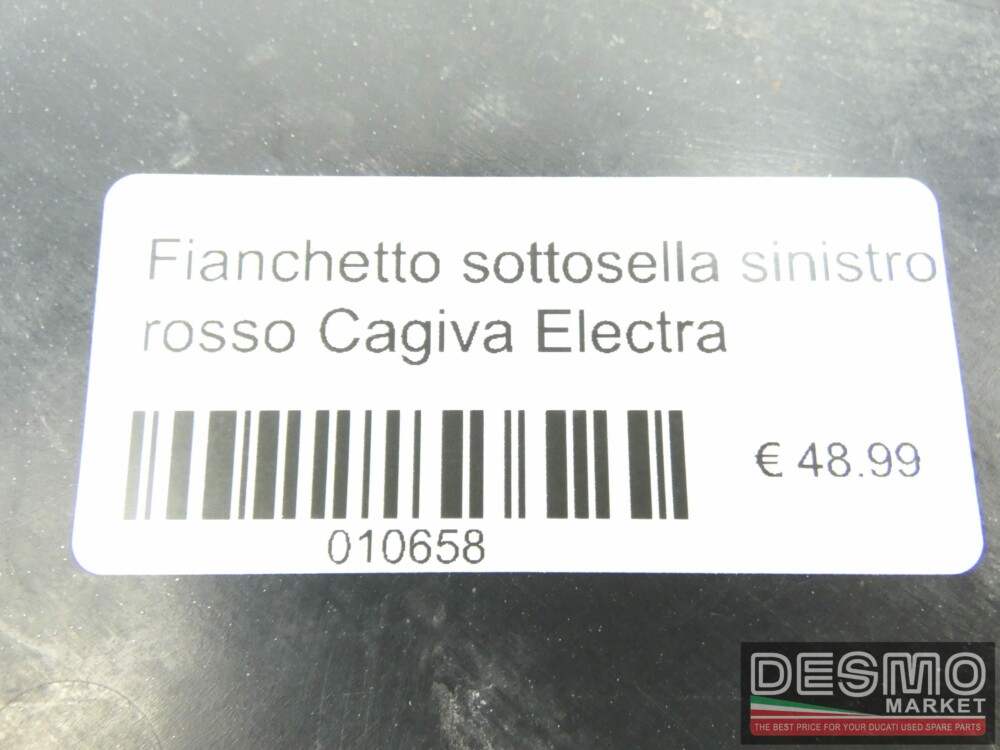 Fianchetto sottosella sinistro
rosso Cagiva Electra
€ 48.99
010658
DESMO
MARKET
THE BEST PRICE FOR YOUR DUCATI USED SPARE PARTS